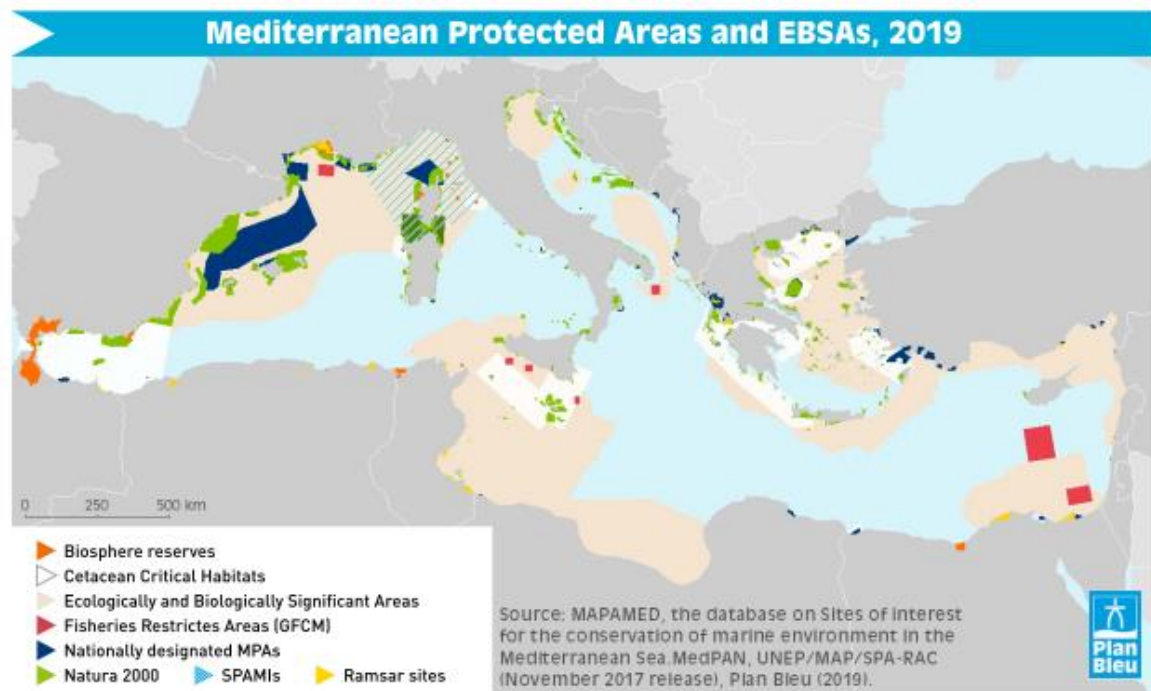 Mediterranean Protected Areas and EBSAs, 2019
0 250 500 km
Biosphere reserves
Cetacean Critical Habitats
Ecologically and Biologically Significant Areas
Fisheries Restrictes Areas (GFCM)
Nationally designated MPAs
Natura 2000 SPAMIs Ramsar sites
Source: MAPAMED, the database on Sites of interest
for the conservation of marine environment in the
Mediterranean Sea.MedPAN, UNEP/MAP/SPA-RAC
(November 2017 release), Plan Bleu (2019).
Plan
Bleu